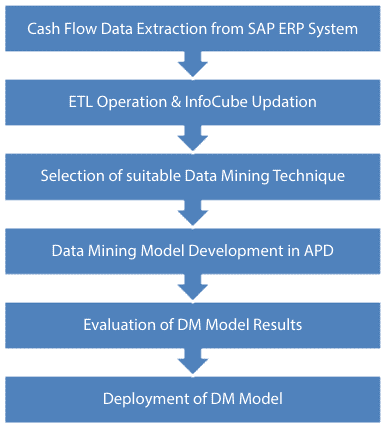 Cash Flow Data Extraction from SAP ERP System
ETL Operation & InfoCube Updation
Selection of suitable Data Mining Technique
Data Mining Model Development in APD
Evaluation of DM Model Results
Deployment of DM Model